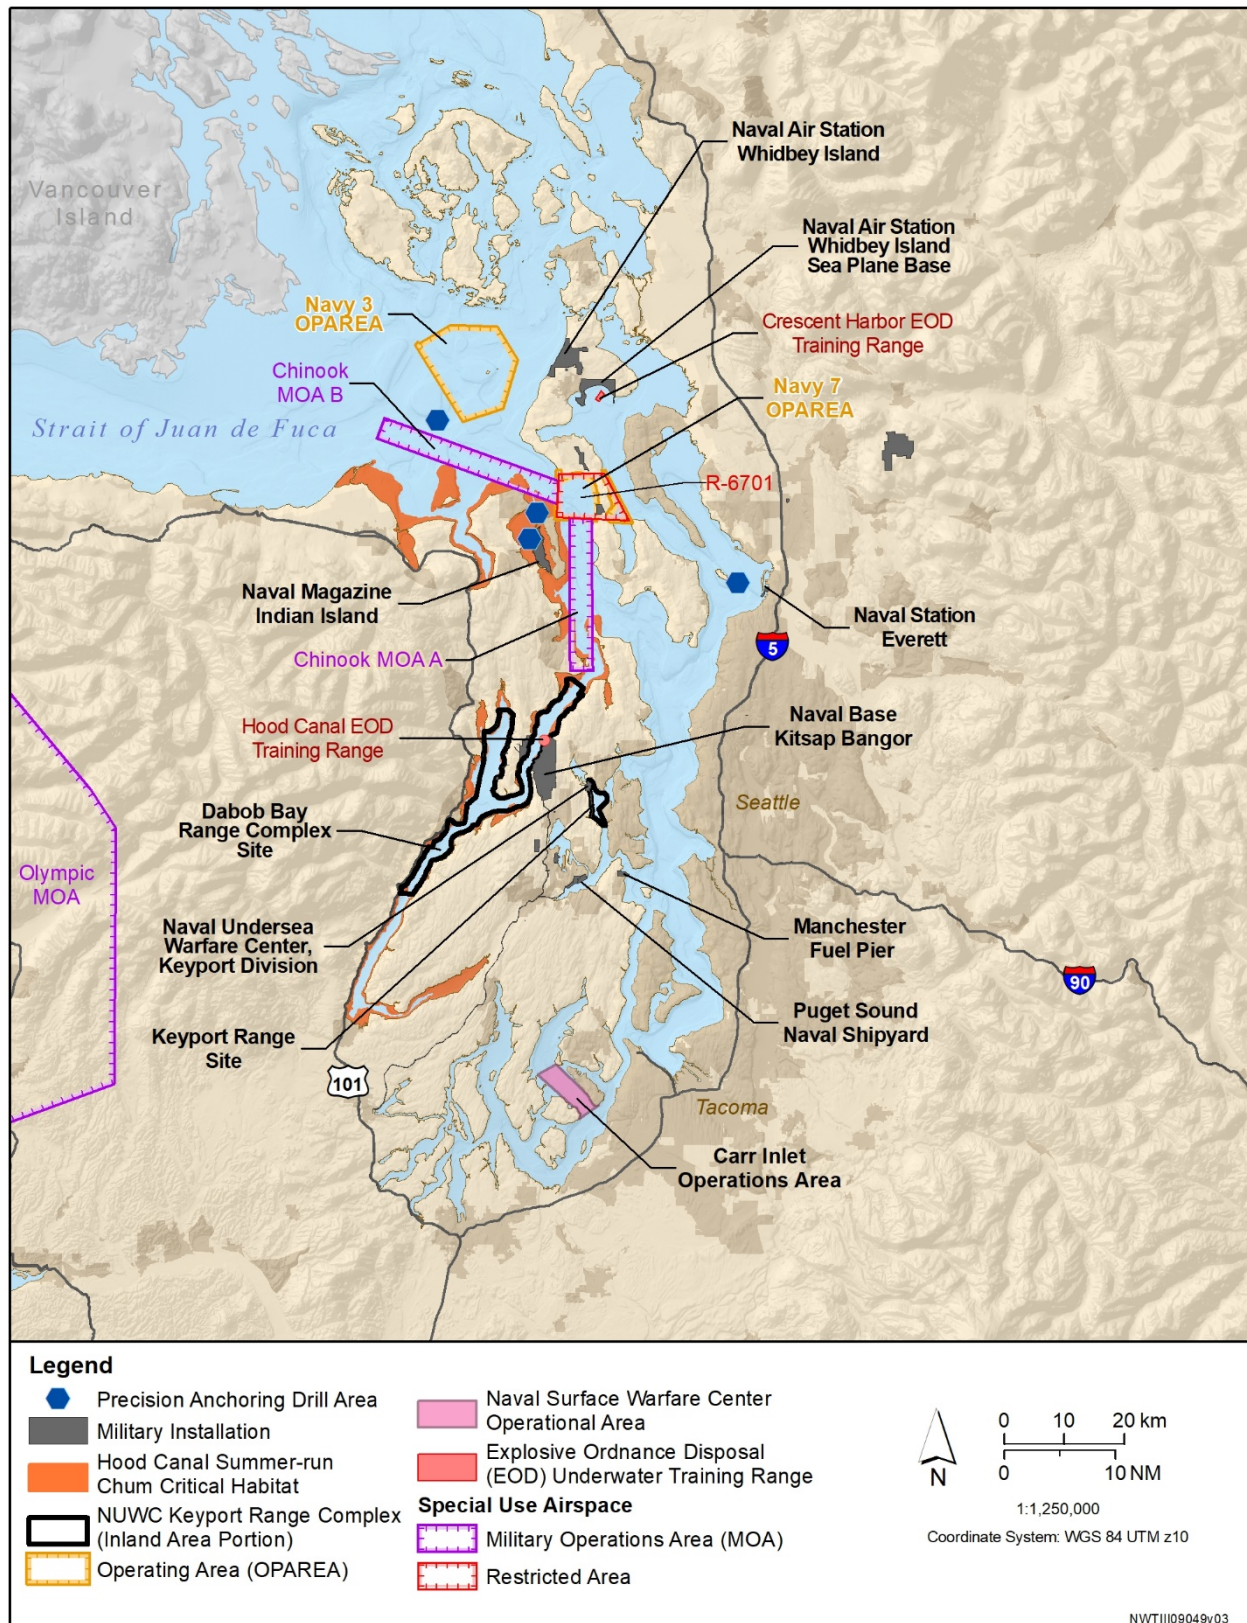 Naval Air Station
Whidbey Island
Vancouver
Island
Naval Air Station
Whidbey Island
Sea Plane Base
Navy 3
OPAREA
Crescent Harbor EOD
Training Range
Chinook
MOA B
Navy 7
OPAREA
Strait of Juan de Fuca
R-6701
Naval Magazine
Indian Island
Naval Station
Everett
5
Chinook MOA A
Naval Base
Kitsap Bangor
Hood Canal EOD
Training Range
Seattle
Dabob Bay
Range Complex
Site
Olympic
MOA
Naval Undersea
Warfare Center,
Keyport Division
Manchester
Fuel Pier
90
Puget Sound
Naval Shipyard
Keyport Range
Site
101
Tacoma
Carr Inlet
Operations Area
Legend
Precision Anchoring Drill Area
Military Installation
Hood Canal Summer-run
Chum Critical Habitat
NUWC Keyport Range Complex
(Inland Area Portion)
Operating Area (OPAREA)
Naval Surface Warfare Center
Operational Area
Explosive Ordnance Disposal
(EOD) Underwater Training Range
Special Use Airspace
Military Operations Area (MOA)
Restricted Area
N
0 10 20 km
0 10 NM
1:1,250,000
Coordinate System: WGS 84 UTM z10
NWTIII09049v03